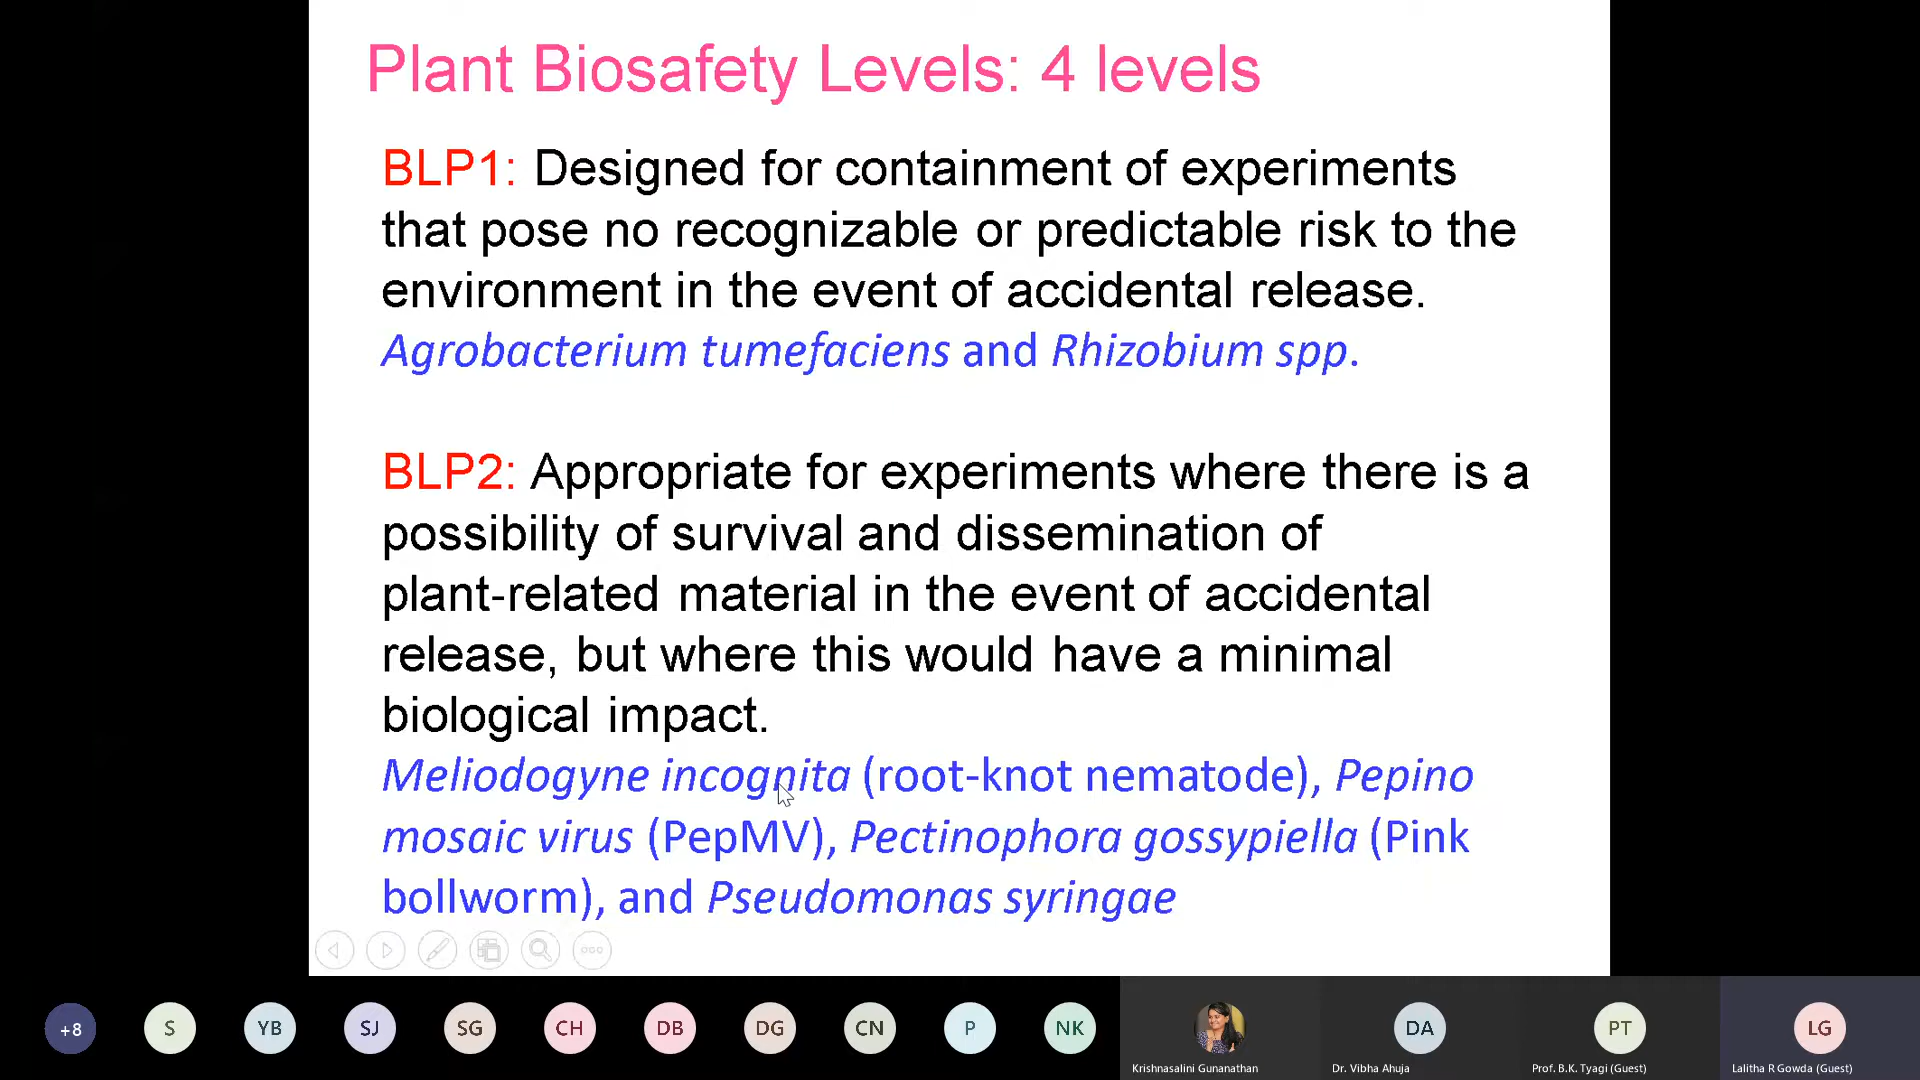 Plant Biosafety Levels: 4 levels
BLP1: Designed for containment of experiments
that pose no recognizable or predictable risk to the
environment in the event of accidental release.
Agrobacterium tumefaciens and Rhizobium spp.
BLP2: Appropriate for experiments where there is a
possibility of survival and dissemination of
plant-related material in the event of accidental
release, but where this would have a minimal
biological impact.
Meliodogyne incognita (root-knot nematode), Pepino
mosaic virus (PepMV), Pectinophora gossypiella (Pink
bollworm), and Pseudomonas syringae
+8 S YB SJ SG CH DB DG CN P NK DA PT LG
Krishnasalini Gunanathan Dr. Vibha Ahuja Prof. B.K. Tyagi (Guest) Lalitha R Gowda (Guest)